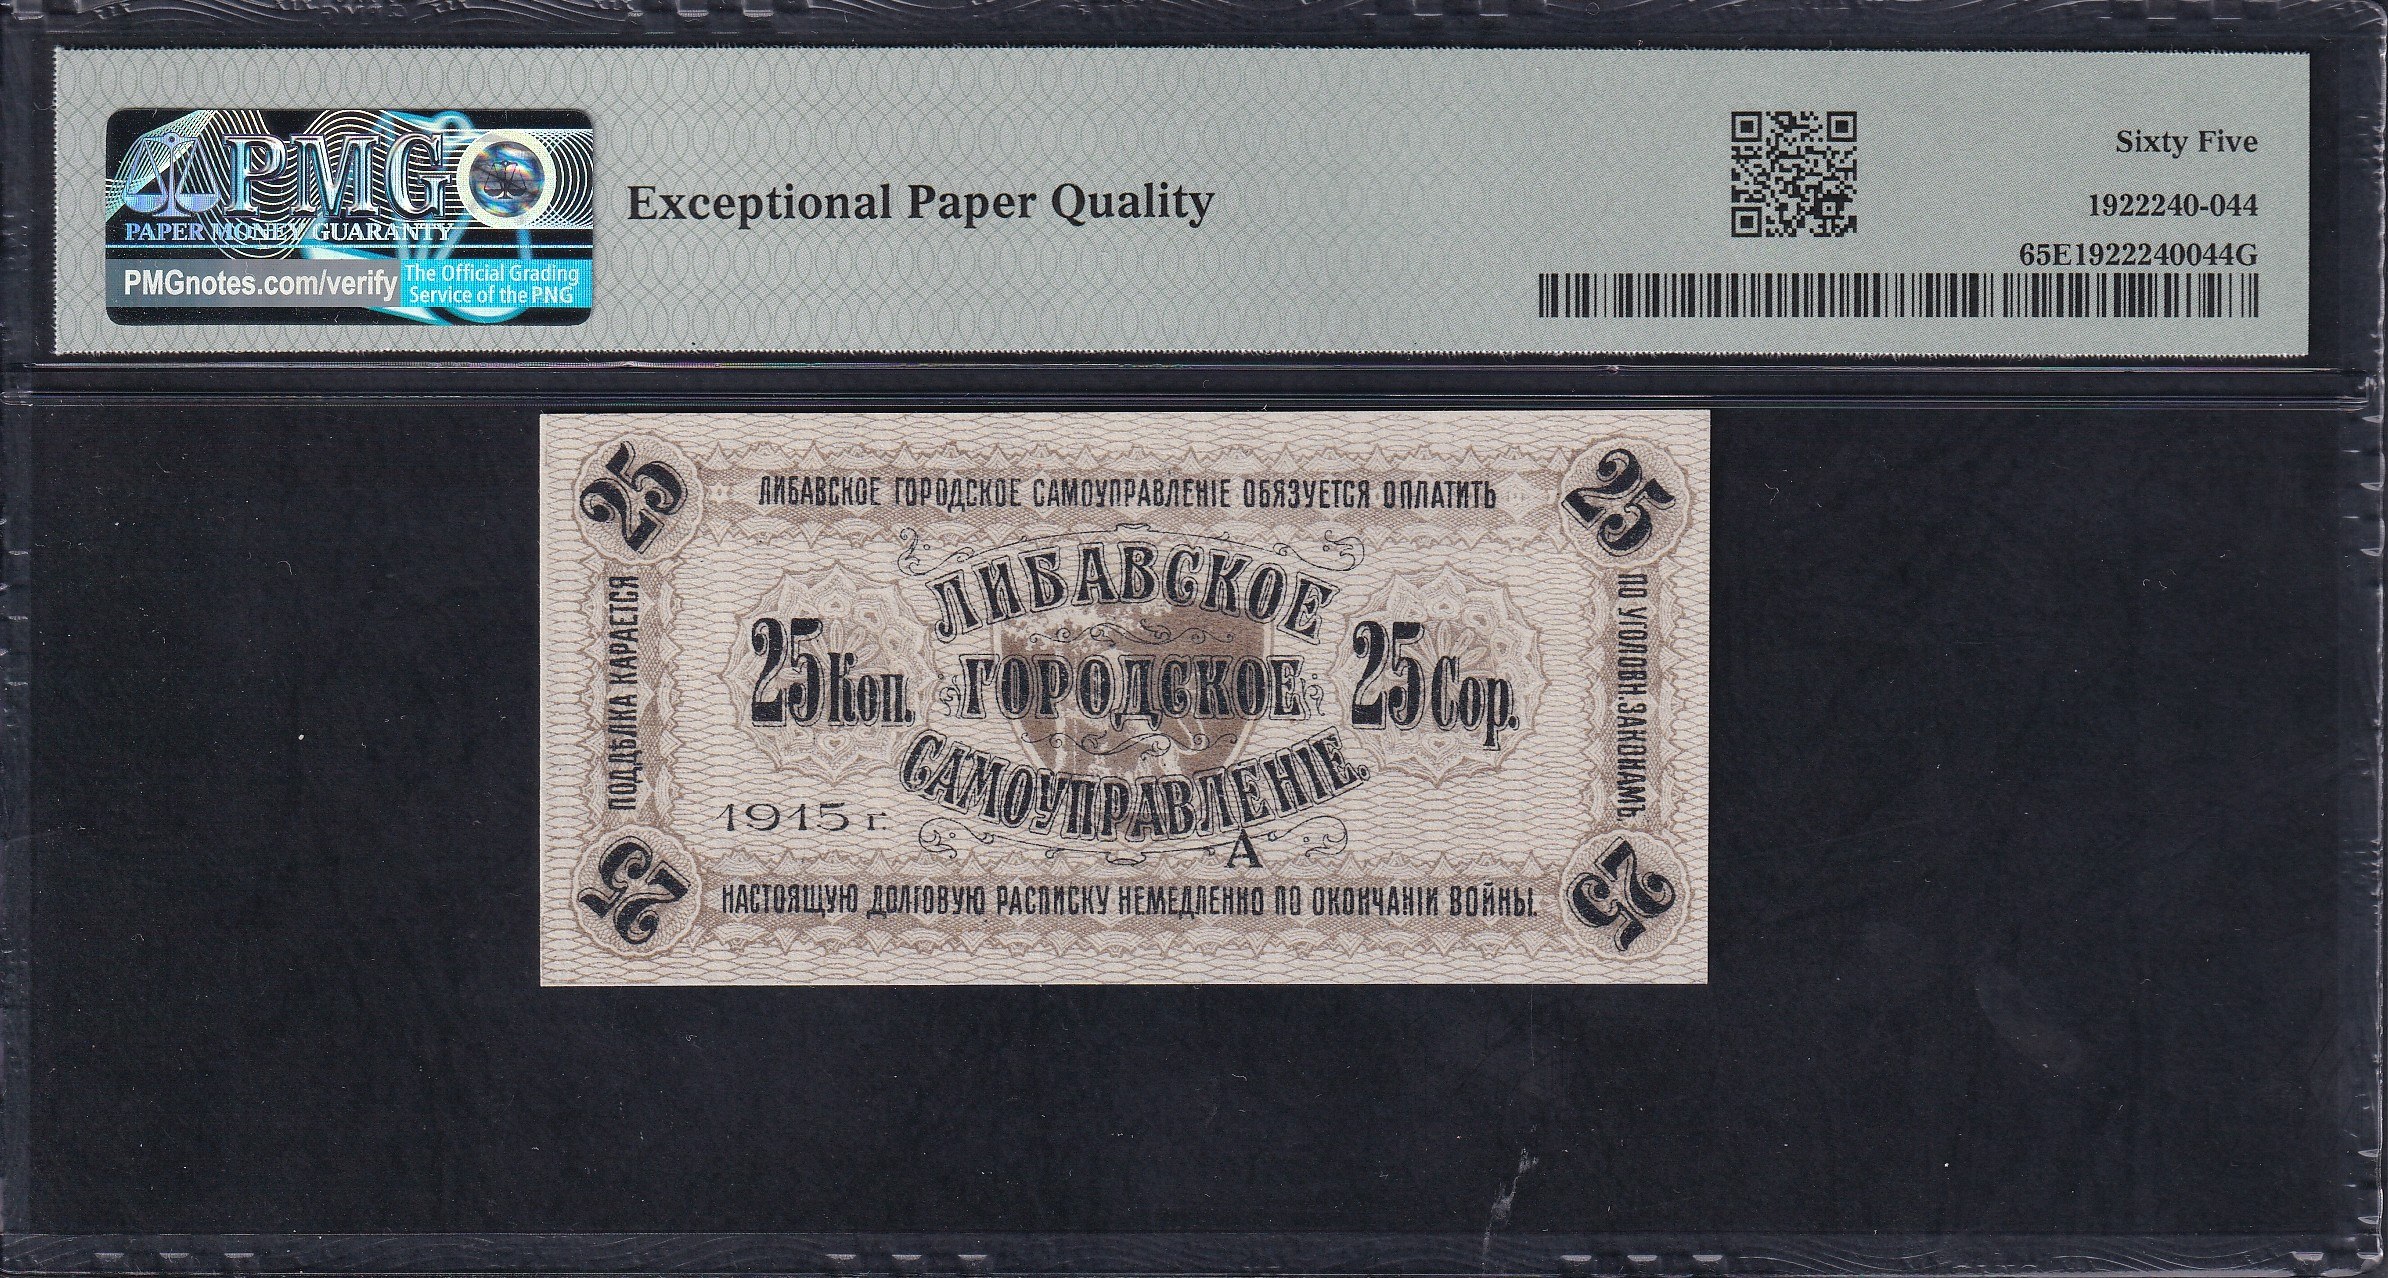 PMG
PAPER MONEY GUARANTY
PMGnotes.com/verify
The Official Grading
Service of the PNG
Exceptional Paper Quality
Sixty Five
1922240-044
65E1922240044G
25
25
ЛИБАВСКОЕ ГОРОДСКОЕ САМОУПРАВЛЕНІЕ ОБЯЗУЕТСЯ ОПЛАТИТЬ
ПОДДѢЛКА КАРАЕТСЯ
ПО УГОЛОВН. ЗАКОНАМЪ.
ЛИБАВСКОЕ
25 Коп.
ГОРОДСКОЕ
25 Сор.
САМОУПРАВЛЕНІЕ.
1915 г.
А
НАСТОЯЩУЮ ДОЛГОВУЮ РАСПИСКУ НЕМЕДЛЕННО ПО ОКОНЧАНІИ ВОЙНЫ.
25
25